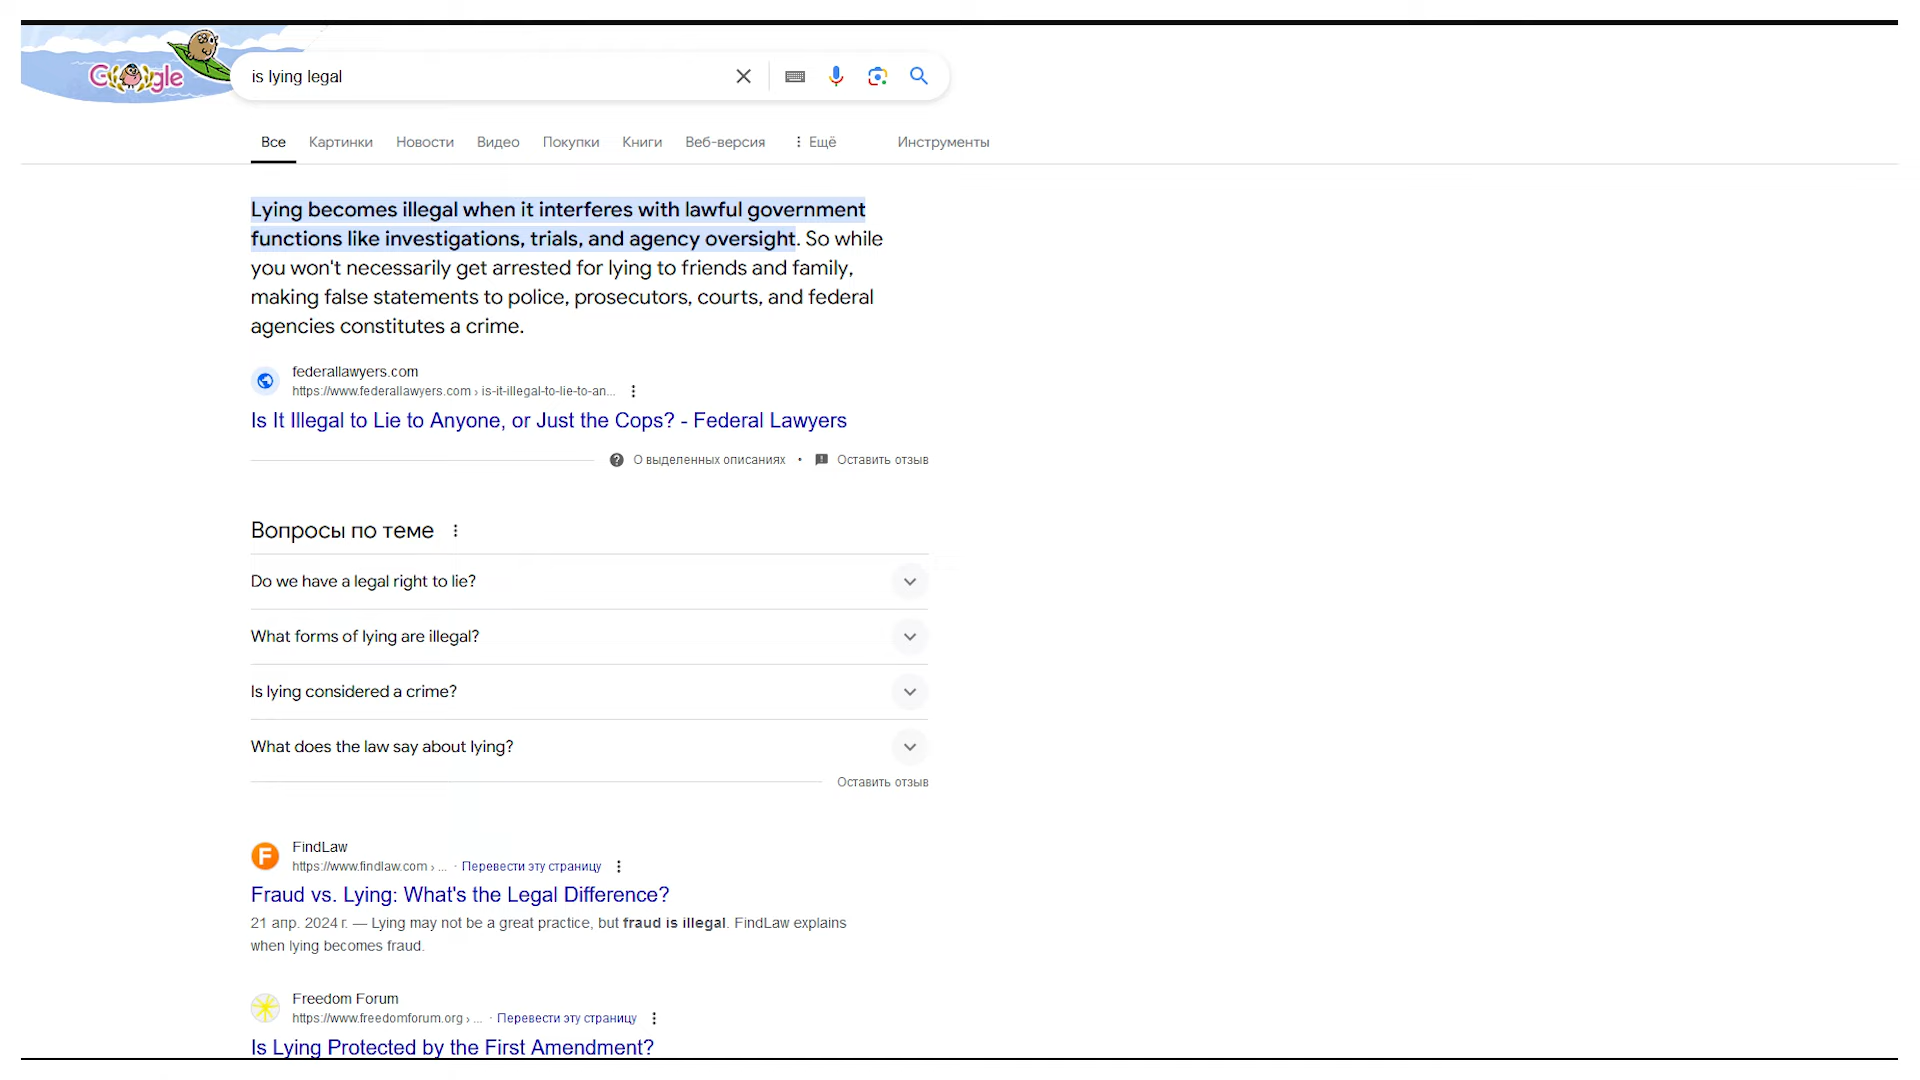 Google
is lying legal
Все Картинки Новости Видео Покупки Книги Веб-версия Ещё Инструменты
Lying becomes illegal when it interferes with lawful government
functions like investigations, trials, and agency oversight. So while
you won't necessarily get arrested for lying to friends and family,
making false statements to police, prosecutors, courts, and federal
agencies constitutes a crime.
federallawyers.com
https://www.federallawyers.com › is-it-illegal-to-lie-to-an...
Is It Illegal to Lie to Anyone, or Just the Cops? - Federal Lawyers
О выделенных описаниях • Оставить отзыв
Вопросы по теме
Do we have a legal right to lie?
What forms of lying are illegal?
Is lying considered a crime?
What does the law say about lying?
Оставить отзыв
FindLaw
https://www.findlaw.com › ... · Перевести эту страницу
Fraud vs. Lying: What's the Legal Difference?
21 апр. 2024 г. — Lying may not be a great practice, but fraud is illegal. FindLaw explains
when lying becomes fraud.
Freedom Forum
https://www.freedomforum.org › ... · Перевести эту страницу
Is Lying Protected by the First Amendment?